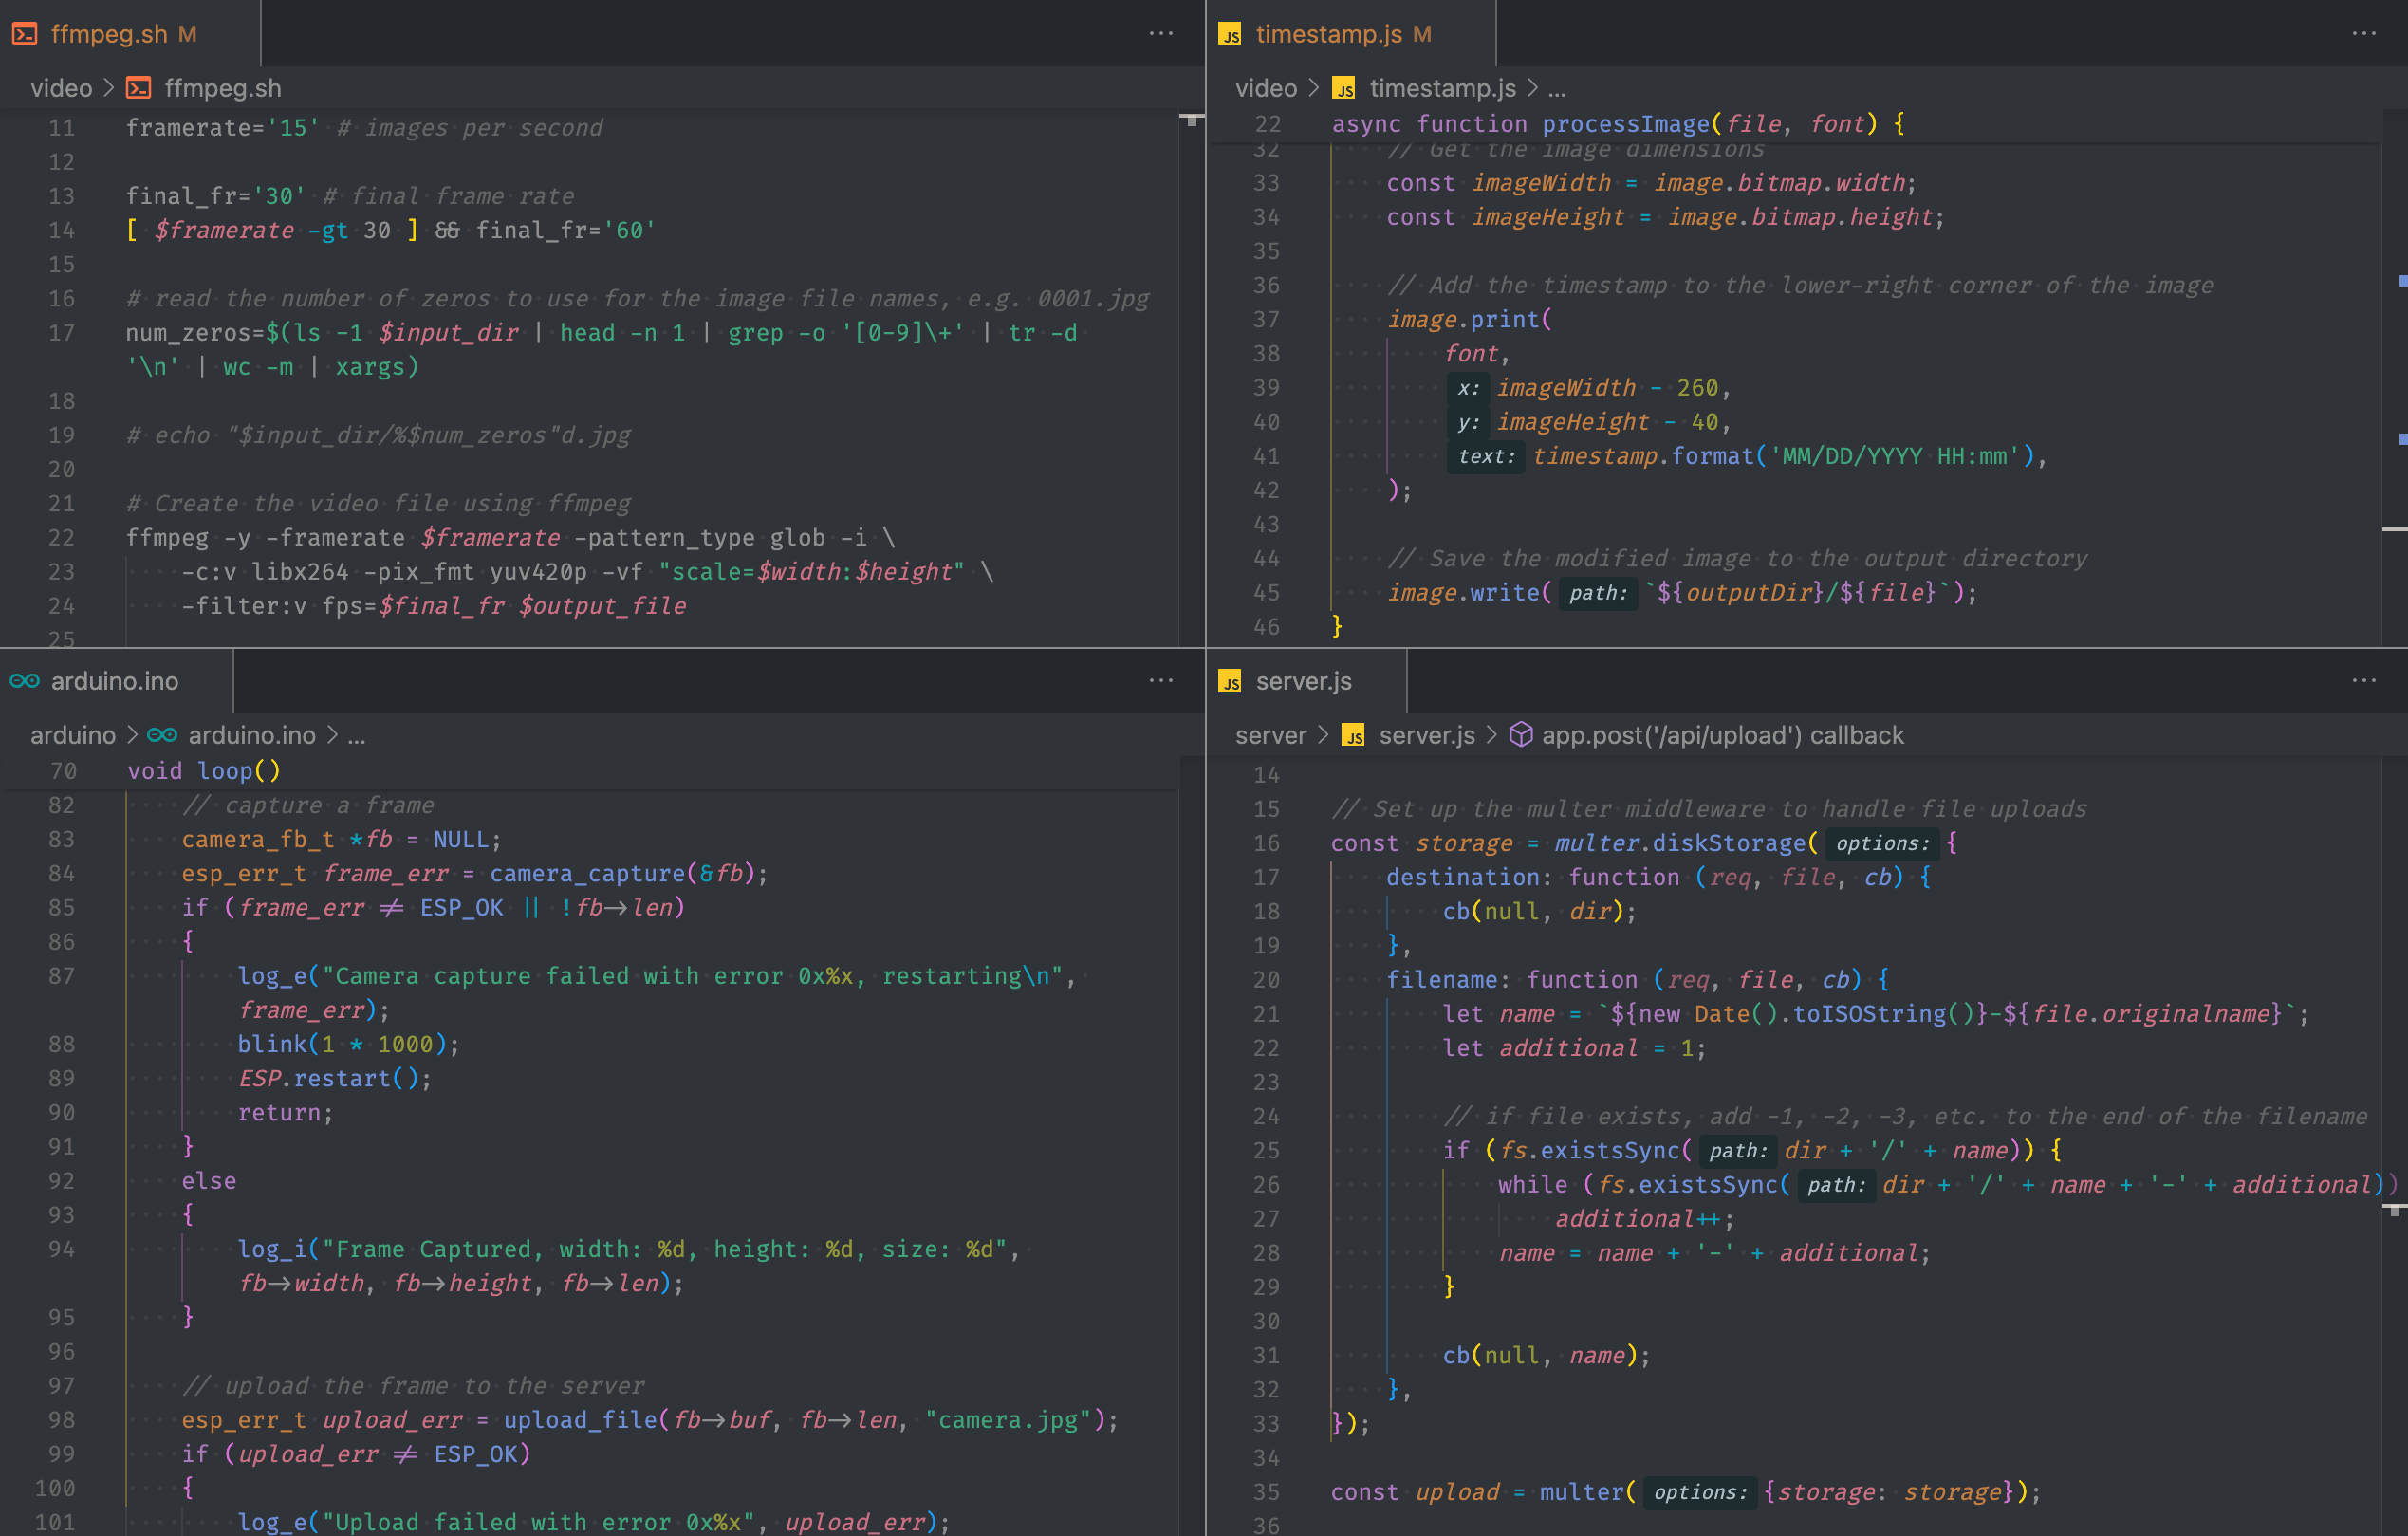 ffmpeg.sh M
video > ffmpeg.sh
11 framerate='15' # images per second
12
13 final_fr='30' # final frame rate
14 [ $framerate -gt 30 ] && final_fr='60'
15
16 # read the number of zeros to use for the image file names, e.g. 0001.jpg
17 num_zeros=$(ls -1 $input_dir | head -n 1 | grep -o '[0-9]\+' | tr -d
'\n' | wc -m | xargs)
18
19 # echo "$input_dir/%$num_zeros"d.jpg
20
21 # Create the video file using ffmpeg
22 ffmpeg -y -framerate $framerate -pattern_type glob -i \
23 -c:v libx264 -pix_fmt yuv420p -vf "scale=$width:$height" \
24 -filter:v fps=$final_fr $output_file
25
timestamp.js M
video > timestamp.js > ...
22 async function processImage(file, font) {
32 // Get the image dimensions
33 const imageWidth = image.bitmap.width;
34 const imageHeight = image.bitmap.height;
35
36 // Add the timestamp to the lower-right corner of the image
37 image.print(
38 font,
39 x: imageWidth - 260,
40 y: imageHeight - 40,
41 text: timestamp.format('MM/DD/YYYY HH:mm'),
42 );
43
44 // Save the modified image to the output directory
45 image.write( path: `${outputDir}/${file}`);
46 }
arduino.ino
arduino > arduino.ino > ...
70 void loop()
82 // capture a frame
83 camera_fb_t *fb = NULL;
84 esp_err_t frame_err = camera_capture(&fb);
85 if (frame_err != ESP_OK || !fb->len)
86 {
87 log_e("Camera capture failed with error 0x%x, restarting\n",
frame_err);
88 blink(1 * 1000);
89 ESP.restart();
90 return;
91 }
92 else
93 {
94 log_i("Frame Captured, width: %d, height: %d, size: %d",
fb->width, fb->height, fb->len);
95 }
96
97 // upload the frame to the server
98 esp_err_t upload_err = upload_file(fb->buf, fb->len, "camera.jpg");
99 if (upload_err != ESP_OK)
100 {
101 log_e("Upload failed with error 0x%x", upload_err);
server.js
server > server.js > app.post('/api/upload') callback
14
15 // Set up the multer middleware to handle file uploads
16 const storage = multer.diskStorage( options: {
17 destination: function (req, file, cb) {
18 cb(null, dir);
19 },
20 filename: function (req, file, cb) {
21 let name = `${new Date().toISOString()}-${file.originalname}`;
22 let additional = 1;
23
24 // if file exists, add -1, -2, -3, etc. to the end of the filename
25 if (fs.existsSync( path: dir + '/' + name)) {
26 while (fs.existsSync( path: dir + '/' + name + '-' + additional))
27 additional++;
28 name = name + '-' + additional;
29 }
30
31 cb(null, name);
32 },
33 });
34
35 const upload = multer( options: {storage: storage});
36